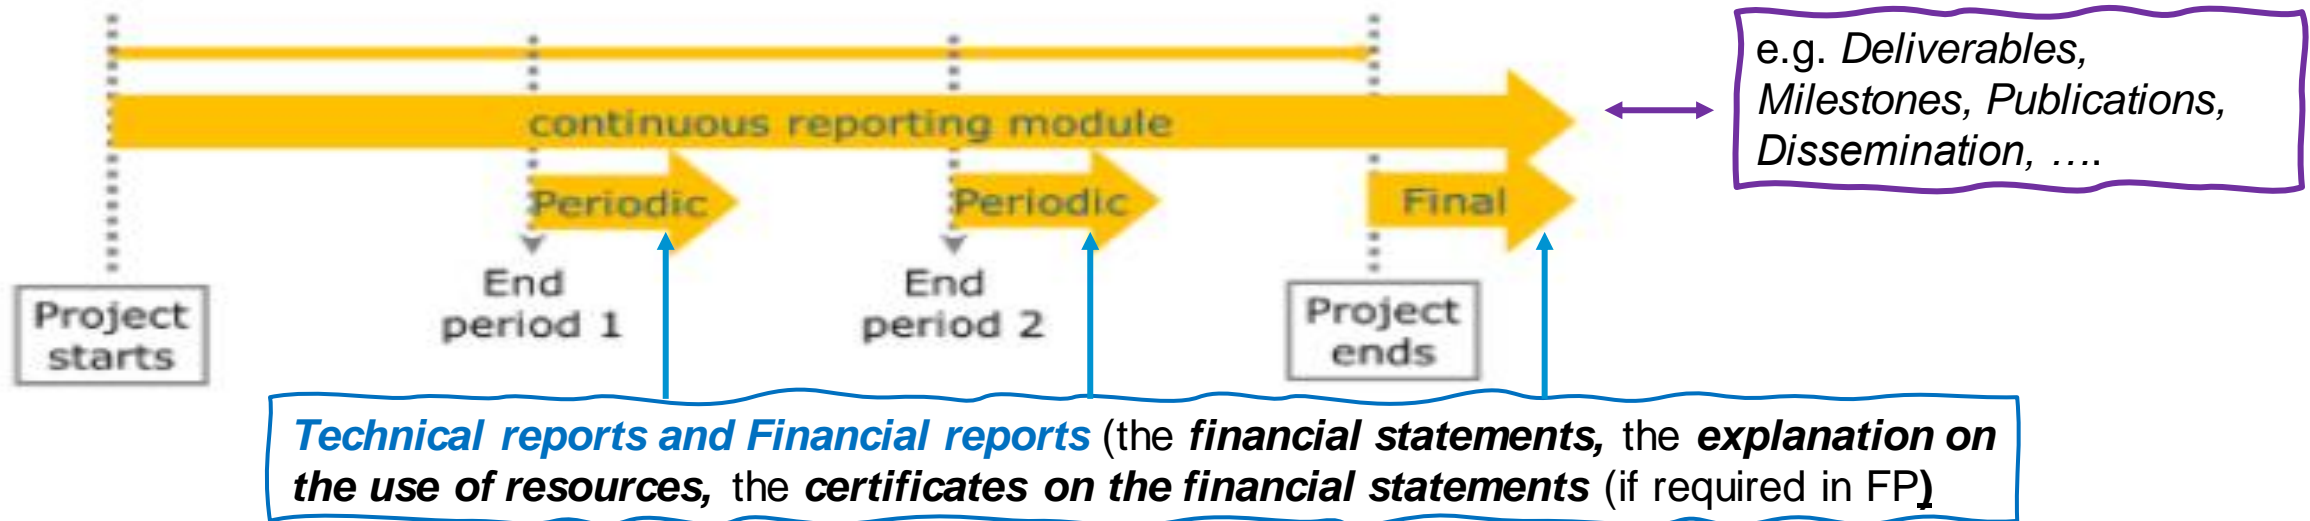 e.g. Deliverables,
Milestones, Publications,
Dissemination, ....
continuous reporting module
Periodic
Periodic
Final
Project
starts
End
period 1
End
period 2
Project
ends
Technical reports and Financial reports (the financial statements, the explanation on
the use of resources, the certificates on the financial statements (if required in FP)